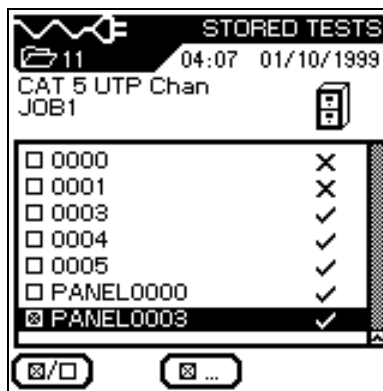 STORED TESTS
11 04:07 01/10/1999
CAT 5 UTP Chan
JOB1
0000
0001
0003
0004
0005
PANEL0000
PANEL0003
/
...